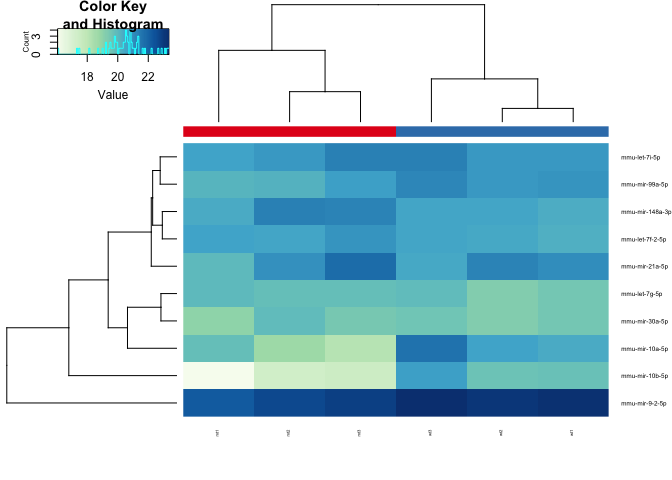 Color Key
and Histogram
Count
0 3
18 20 22
Value
mmu-let-7i-5p
mmu-mir-99a-5p
mmu-mir-148a-3p
mmu-let-7f-2-5p
mmu-mir-21a-5p
mmu-let-7g-5p
mmu-mir-30a-5p
mmu-mir-10a-5p
mmu-mir-10b-5p
mmu-mir-9-2-5p